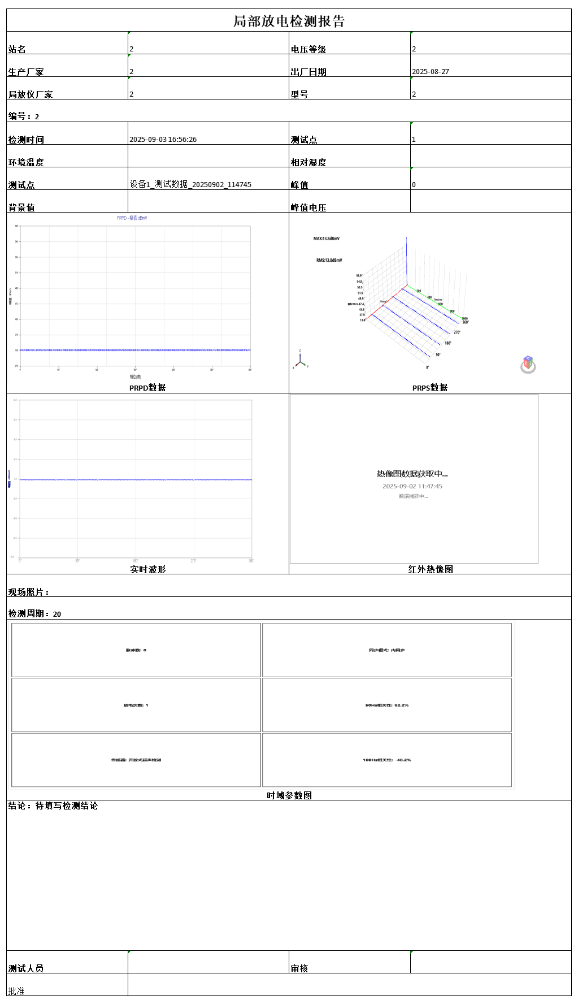 局部放电检测报告
站名 2 电压等级 2
生产厂家 2 出厂日期 2025-08-27
局放仪厂家 2 型号 2
编号：2
检测时间 2025-09-03 16:56:26 测试点 1
环境温度 相对湿度
测试点 设备1_测试数据_20250902_114745 峰值 0
背景值 峰值电压
PRPD - 幅值 dBmV
相位(度)
PRPD数据
MAX:13.8dBmV
RMS:13.8dBmV
55.9
54.8
53.5
51.9
49.9
47.4
43.9
37.9
13.8
200
400
600
800
1000
Time/ms
360°
270°
180°
90°
0°
Z
X
Y
PRPS数据
0°
90°
180°
270°
360°
实时波形
热像图数据获取中...
2025-09-02 11:47:45
数据捕获中...
红外热像图
现场照片：
检测周期：20
脉冲数: 0 同步模式: 内同步
放电次数: 1 50Hz相关性: 82.2%
传感器: 开放式超声检测 100Hz相关性: -48.2%
时域参数图
结论：待填写检测结论
测试人员 审核
批准